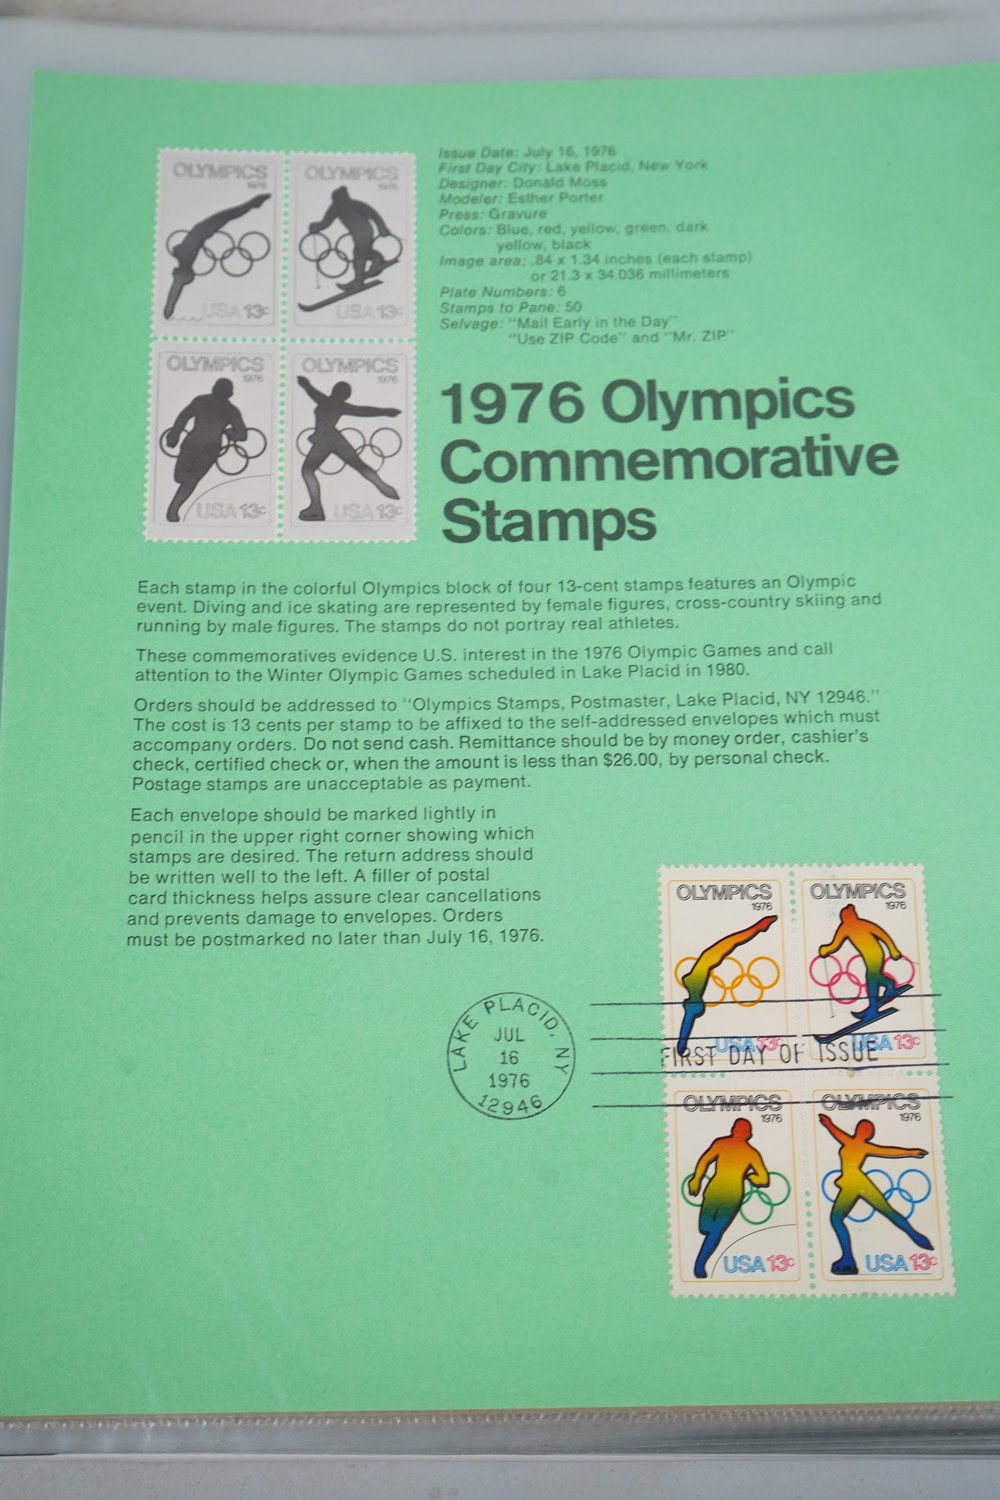 OLYMPICS
1976
USA 13c
OLYMPICS
1976
USA 13c
OLYMPICS
1976
USA 13c
OLYMPICS
1976
USA 13c
Issue Date: July 16, 1976
First Day City: Lake Placid, New York
Designer: Donald Moss
Modeler: Esther Porter
Press: Gravure
Colors: Blue, red, yellow, green, dark
yellow, black
Image area: .84 x 1.34 inches (each stamp)
or 21.3 x 34.036 millimeters
Plate Numbers: 6
Stamps to Pane: 50
Selvage: "Mail Early in the Day"
"Use ZIP Code" and "Mr. ZIP"
1976 Olympics
Commemorative
Stamps
Each stamp in the colorful Olympics block of four 13-cent stamps features an Olympic
event. Diving and ice skating are represented by female figures, cross-country skiing and
running by male figures. The stamps do not portray real athletes.
These commemoratives evidence U.S. interest in the 1976 Olympic Games and call
attention to the Winter Olympic Games scheduled in Lake Placid in 1980.
Orders should be addressed to "Olympics Stamps, Postmaster, Lake Placid, NY 12946."
The cost is 13 cents per stamp to be affixed to the self-addressed envelopes which must
accompany orders. Do not send cash. Remittance should be by money order, cashier's
check, certified check or, when the amount is less than $26.00, by personal check.
Postage stamps are unacceptable as payment.
Each envelope should be marked lightly in
pencil in the upper right corner showing which
stamps are desired. The return address should
be written well to the left. A filler of postal
card thickness helps assure clear cancellations
and prevents damage to envelopes. Orders
must be postmarked no later than July 16, 1976.
LAKE PLACID, NY
JUL
16
1976
12946
FIRST DAY OF ISSUE
OLYMPICS
1976
USA 13c
OLYMPICS
1976
USA 13c
OLYMPICS
1976
USA 13c
OLYMPICS
1976
USA 13c